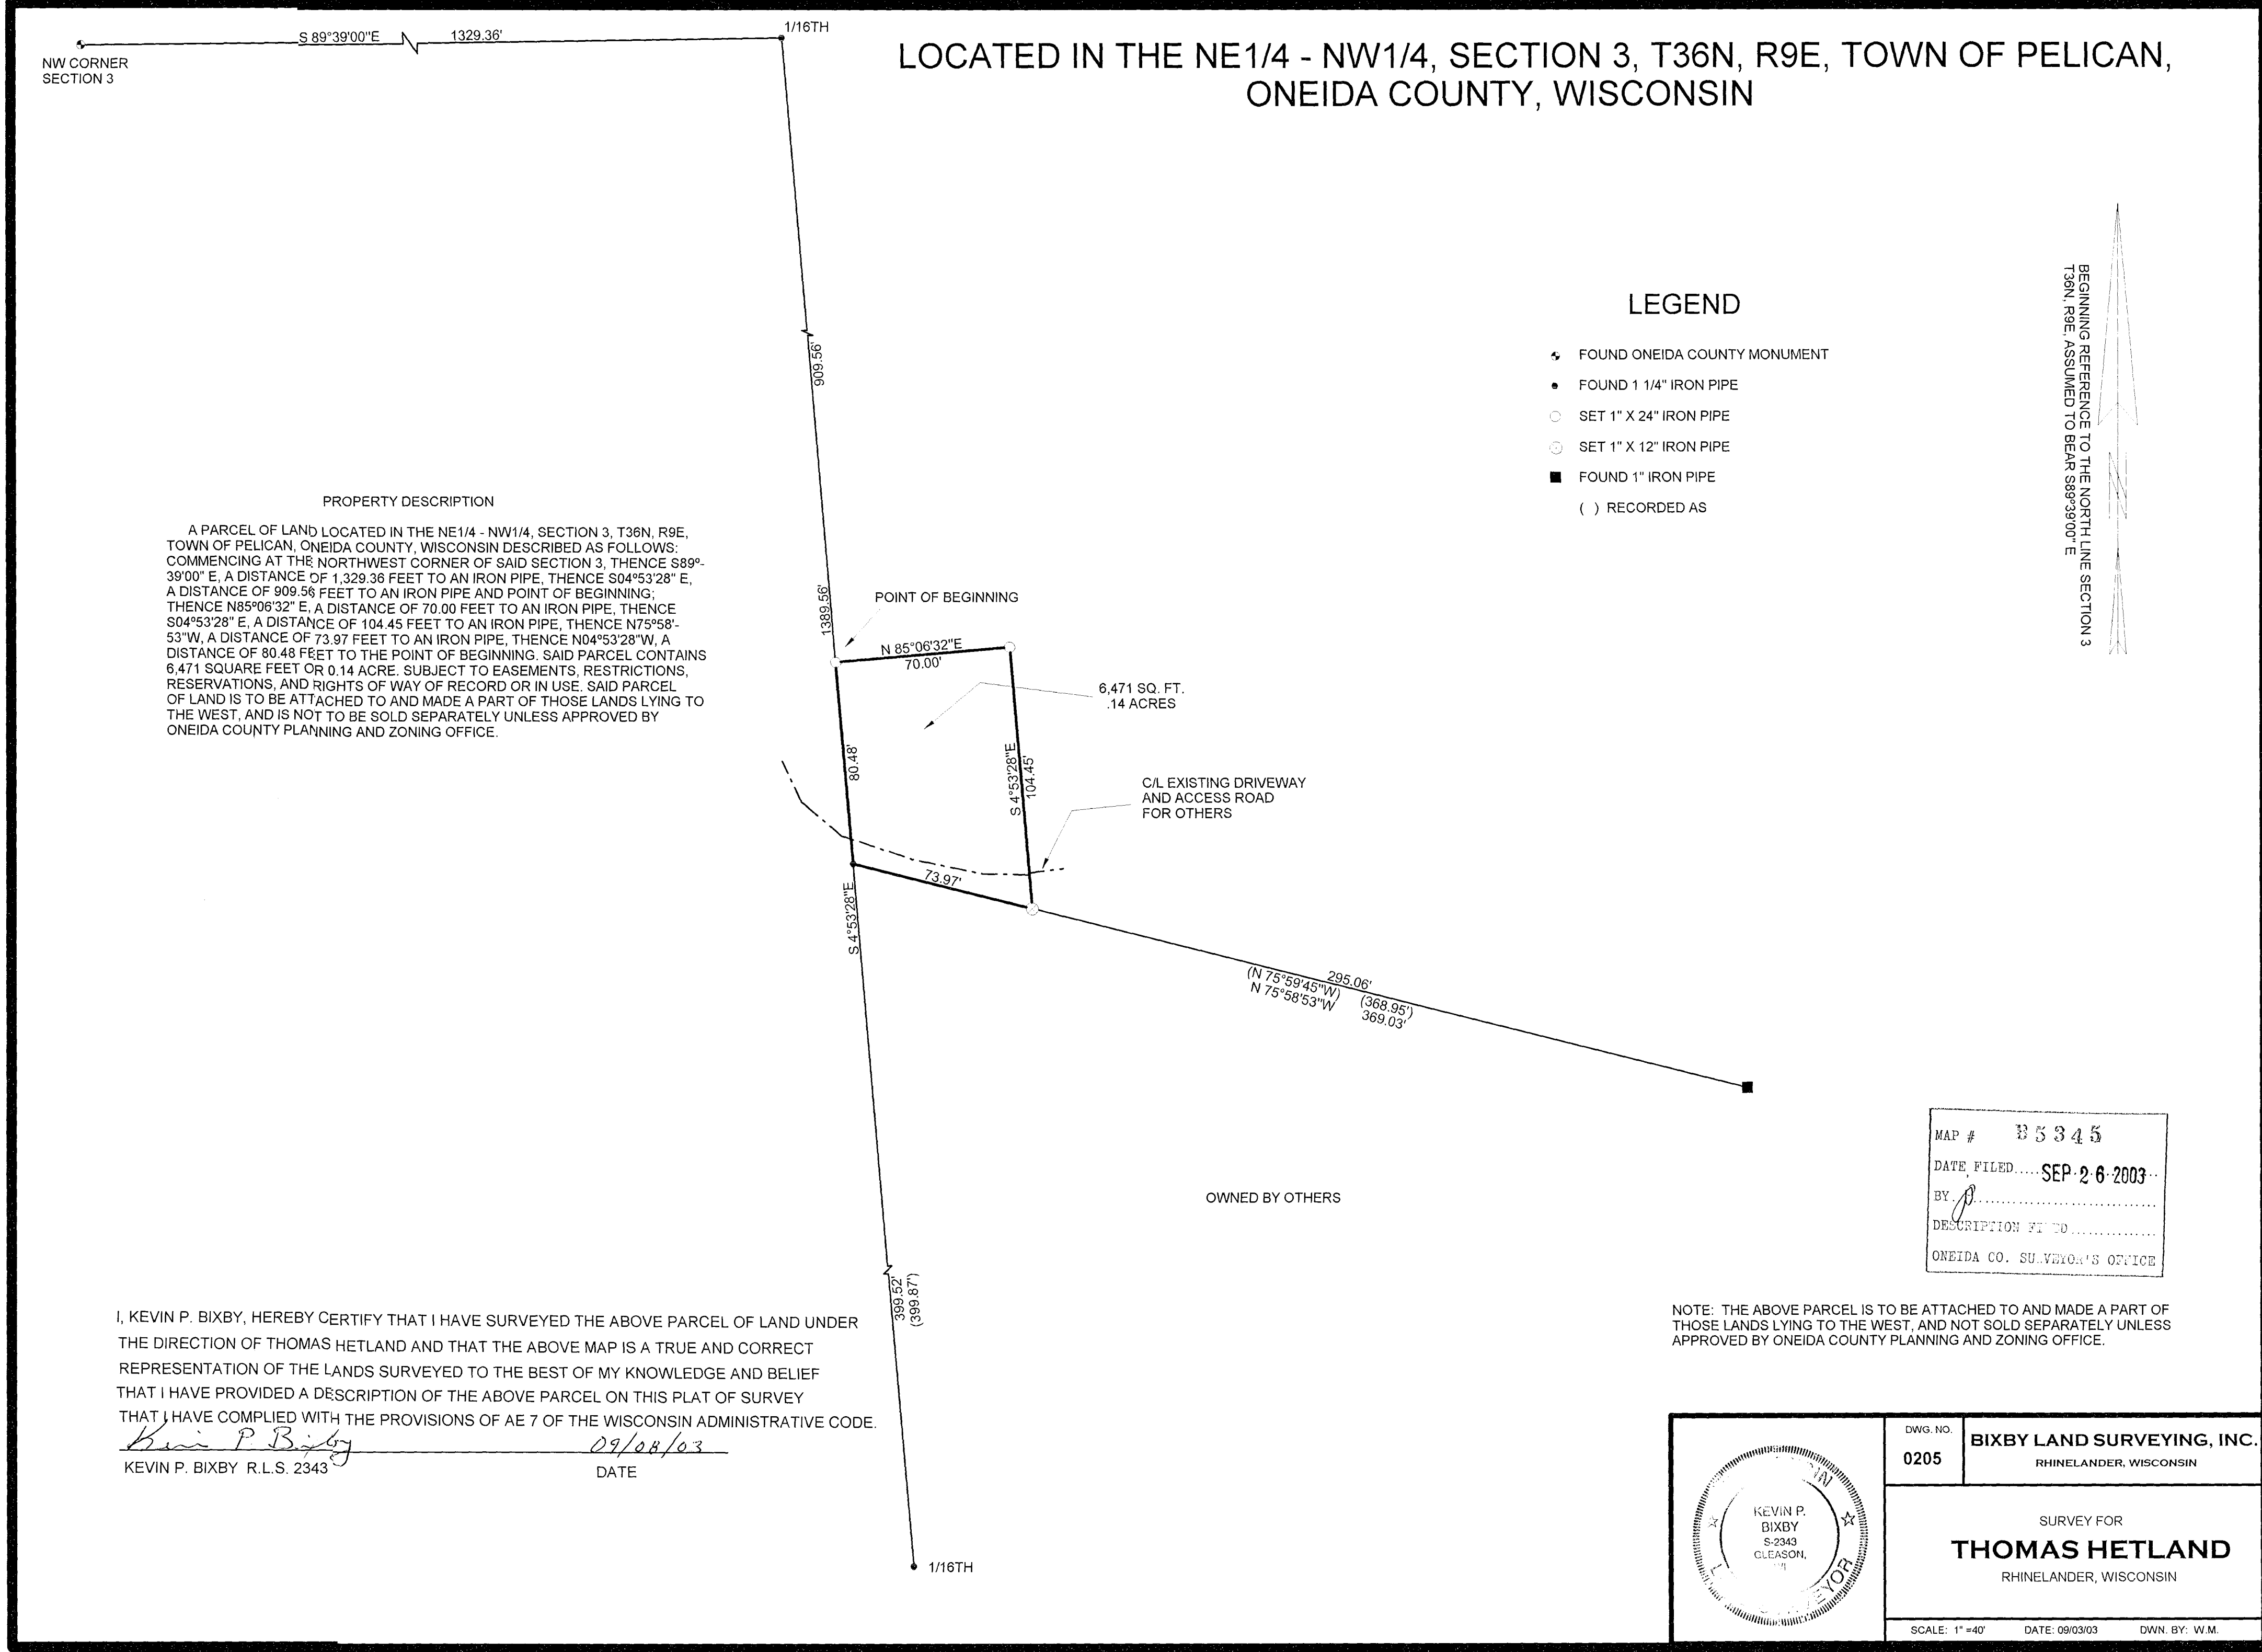 S 89°39'00"E
1329.36'
1/16TH
NW CORNER
SECTION 3
LOCATED IN THE NE1/4 - NW1/4, SECTION 3, T36N, R9E, TOWN OF PELICAN,
ONEIDA COUNTY, WISCONSIN
909.56'
1389.56'
LEGEND
FOUND ONEIDA COUNTY MONUMENT
FOUND 1 1/4" IRON PIPE
SET 1" X 24" IRON PIPE
SET 1" X 12" IRON PIPE
FOUND 1" IRON PIPE
( ) RECORDED AS
BEGINNING REFERENCE TO THE NORTH LINE SECTION 3
T36N, R9E, ASSUMED TO BEAR S89°39'00" E
N
PROPERTY DESCRIPTION
A PARCEL OF LAND LOCATED IN THE NE1/4 - NW1/4, SECTION 3, T36N, R9E,
TOWN OF PELICAN, ONEIDA COUNTY, WISCONSIN DESCRIBED AS FOLLOWS:
COMMENCING AT THE NORTHWEST CORNER OF SAID SECTION 3, THENCE S89º-
39'00" E, A DISTANCE OF 1,329.36 FEET TO AN IRON PIPE, THENCE S04º53'28" E,
A DISTANCE OF 909.56 FEET TO AN IRON PIPE AND POINT OF BEGINNING;
THENCE N85º06'32" E, A DISTANCE OF 70.00 FEET TO AN IRON PIPE, THENCE
S04º53'28" E, A DISTANCE OF 104.45 FEET TO AN IRON PIPE, THENCE N75º58'-
53"W, A DISTANCE OF 73.97 FEET TO AN IRON PIPE, THENCE N04º53'28"W, A
DISTANCE OF 80.48 FEET TO THE POINT OF BEGINNING. SAID PARCEL CONTAINS
6,471 SQUARE FEET OR 0.14 ACRE. SUBJECT TO EASEMENTS, RESTRICTIONS,
RESERVATIONS, AND RIGHTS OF WAY OF RECORD OR IN USE. SAID PARCEL
OF LAND IS TO BE ATTACHED TO AND MADE A PART OF THOSE LANDS LYING TO
THE WEST, AND IS NOT TO BE SOLD SEPARATELY UNLESS APPROVED BY
ONEIDA COUNTY PLANNING AND ZONING OFFICE.
POINT OF BEGINNING
N 85°06'32"E
70.00'
6,471 SQ. FT.
.14 ACRES
80.48'
S 4°53'28"E
104.45'
C/L EXISTING DRIVEWAY
AND ACCESS ROAD
FOR OTHERS
73.97'
S 4°53'28"E
295.06'
(N 75°59'45"W) (368.95')
N 75°58'53"W 369.03'
OWNED BY OTHERS
399.52'
(399.87')
1/16TH
MAP # B5345
DATE FILED.....SEP 26 2003
BY
DESCRIPTION
ONEIDA CO. SURVEYOR'S OFFICE
NOTE: THE ABOVE PARCEL IS TO BE ATTACHED TO AND MADE A PART OF
THOSE LANDS LYING TO THE WEST, AND NOT SOLD SEPARATELY UNLESS
APPROVED BY ONEIDA COUNTY PLANNING AND ZONING OFFICE.
I, KEVIN P. BIXBY, HEREBY CERTIFY THAT I HAVE SURVEYED THE ABOVE PARCEL OF LAND UNDER
THE DIRECTION OF THOMAS HETLAND AND THAT THE ABOVE MAP IS A TRUE AND CORRECT
REPRESENTATION OF THE LANDS SURVEYED TO THE BEST OF MY KNOWLEDGE AND BELIEF
THAT I HAVE PROVIDED A DESCRIPTION OF THE ABOVE PARCEL ON THIS PLAT OF SURVEY
THAT I HAVE COMPLIED WITH THE PROVISIONS OF AE 7 OF THE WISCONSIN ADMINISTRATIVE CODE.
Kevin P. Bixby 09/08/03
KEVIN P. BIXBY R.L.S. 2343 DATE
KEVIN P.
BIXBY
S-2343
GLEASON,
DWG. NO.
0205
BIXBY LAND SURVEYING, INC.
RHINELANDER, WISCONSIN
SURVEY FOR
THOMAS HETLAND
RHINELANDER, WISCONSIN
SCALE: 1" =40' DATE: 09/03/03 DWN. BY: W.M.